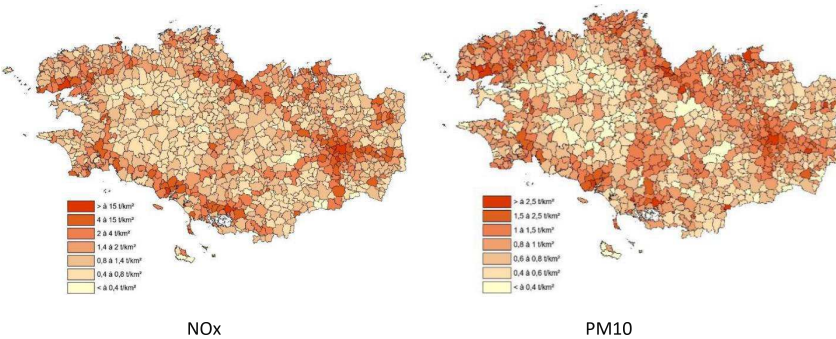 > à 15 t/km²
4 à 15 t/km²
2 à 4 t/km²
1,4 à 2 t/km²
0,8 à 1,4 t/km²
0,4 à 0,8 t/km²
< à 0,4 t/km²
> à 2,5 t/km²
1,5 à 2,5 t/km²
1 à 1,5 t/km²
0,8 à 1 t/km²
0,6 à 0,8 t/km²
0,4 à 0,6 t/km²
< à 0,4 t/km²
NOx
PM10